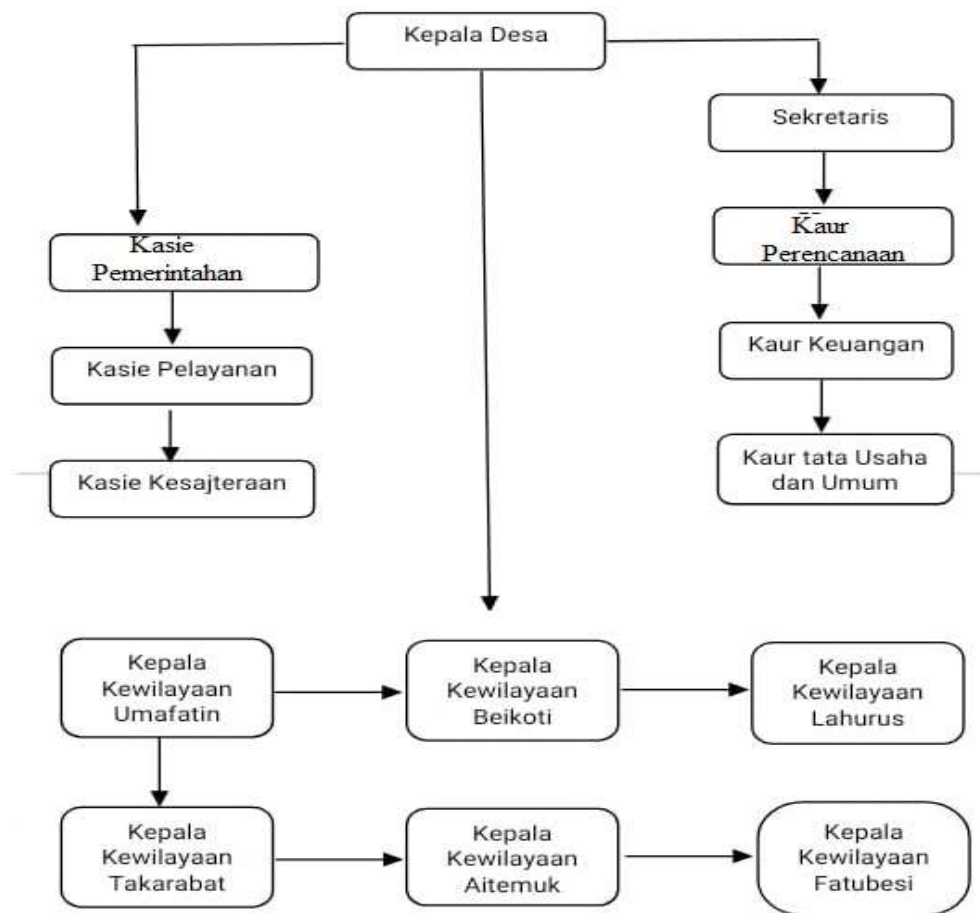 Kepala Desa
Sekretaris
Kasie
Pemerintahan
Kaur
Perencanaan
Kasie Pelayanan
Kaur Keuangan
Kasie Kesajteraan
Kaur tata Usaha
dan Umum
Kepala
Kewilayaan
Umafatin
Kepala
Kewilayaan
Beikoti
Kepala
Kewilayaan
Lahurus
Kepala
Kewilayaan
Takarabat
Kepala
Kewilayaan
Aitemuk
Kepala
Kewilayaan
Fatubesi